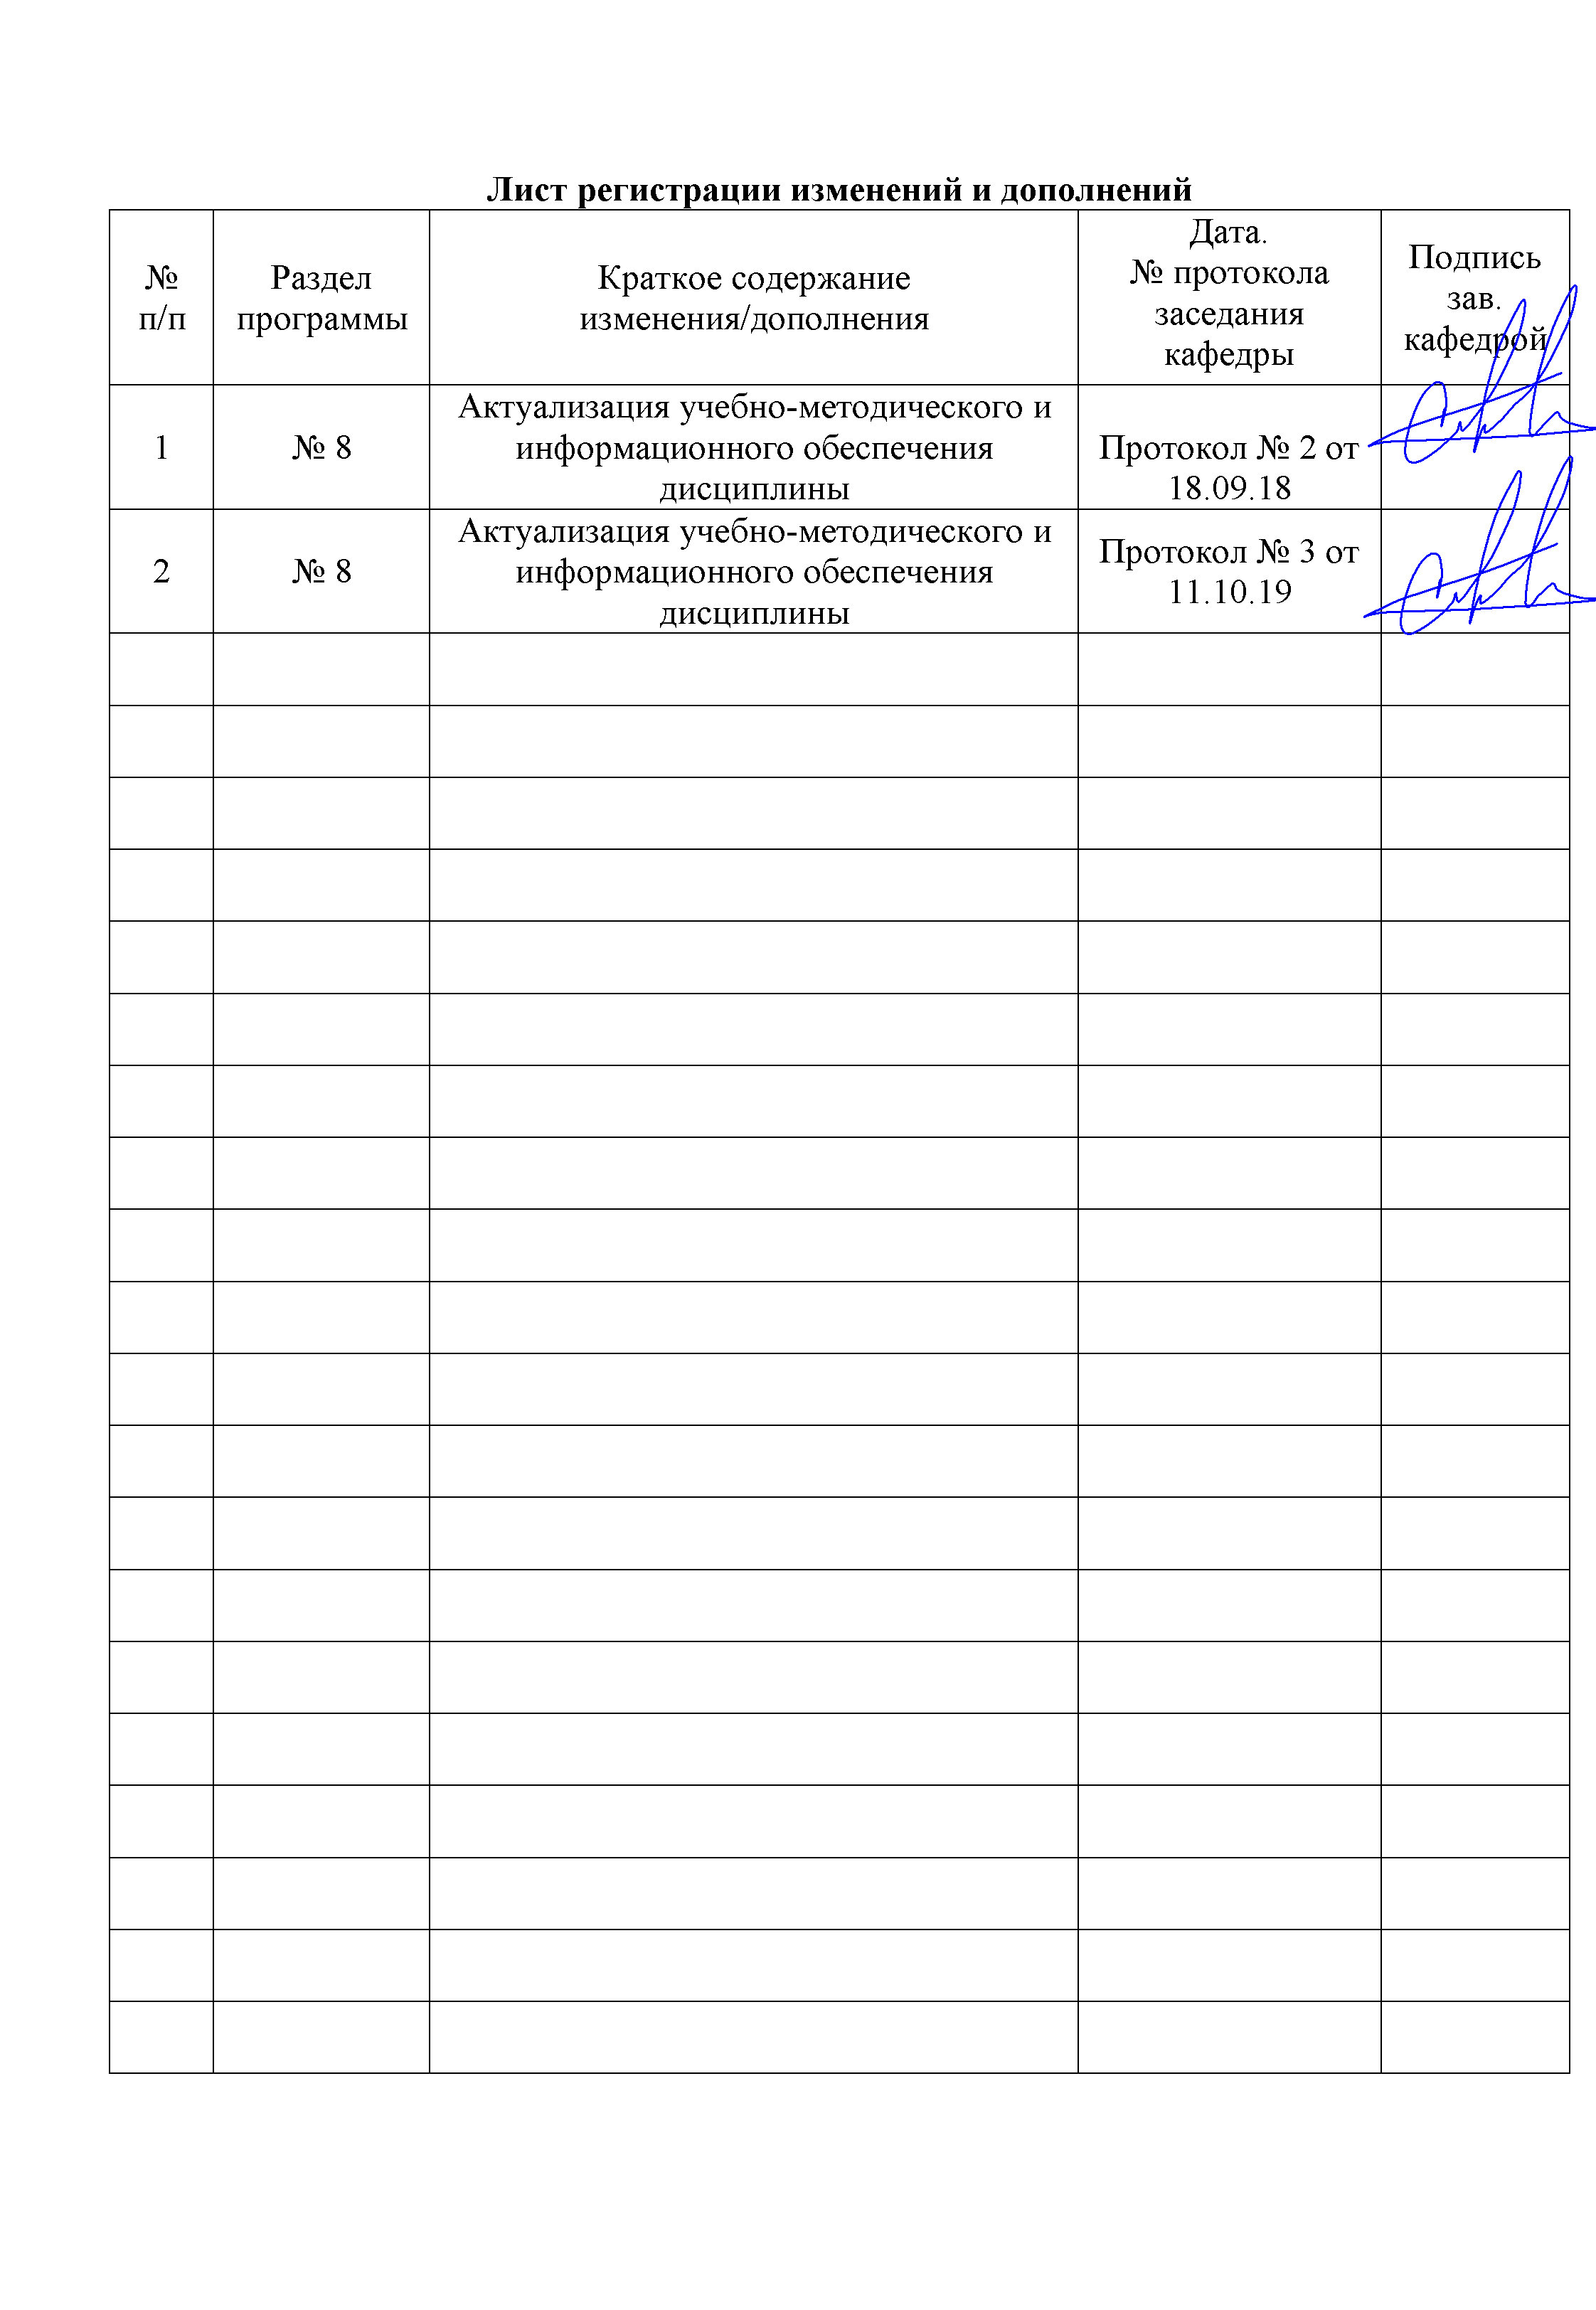 Лист регистрации изменений и дополнений
№
п/п
Раздел
программы
Краткое содержание
изменения/дополнения
Дата.
№ протокола
заседания
кафедры
Подпись
зав.
кафедрой
1
№ 8
Актуализация учебно-методического и
информационного обеспечения
дисциплины
Протокол № 2 от
18.09.18
2
№ 8
Актуализация учебно-методического и
информационного обеспечения
дисциплины
Протокол № 3 от
11.10.19